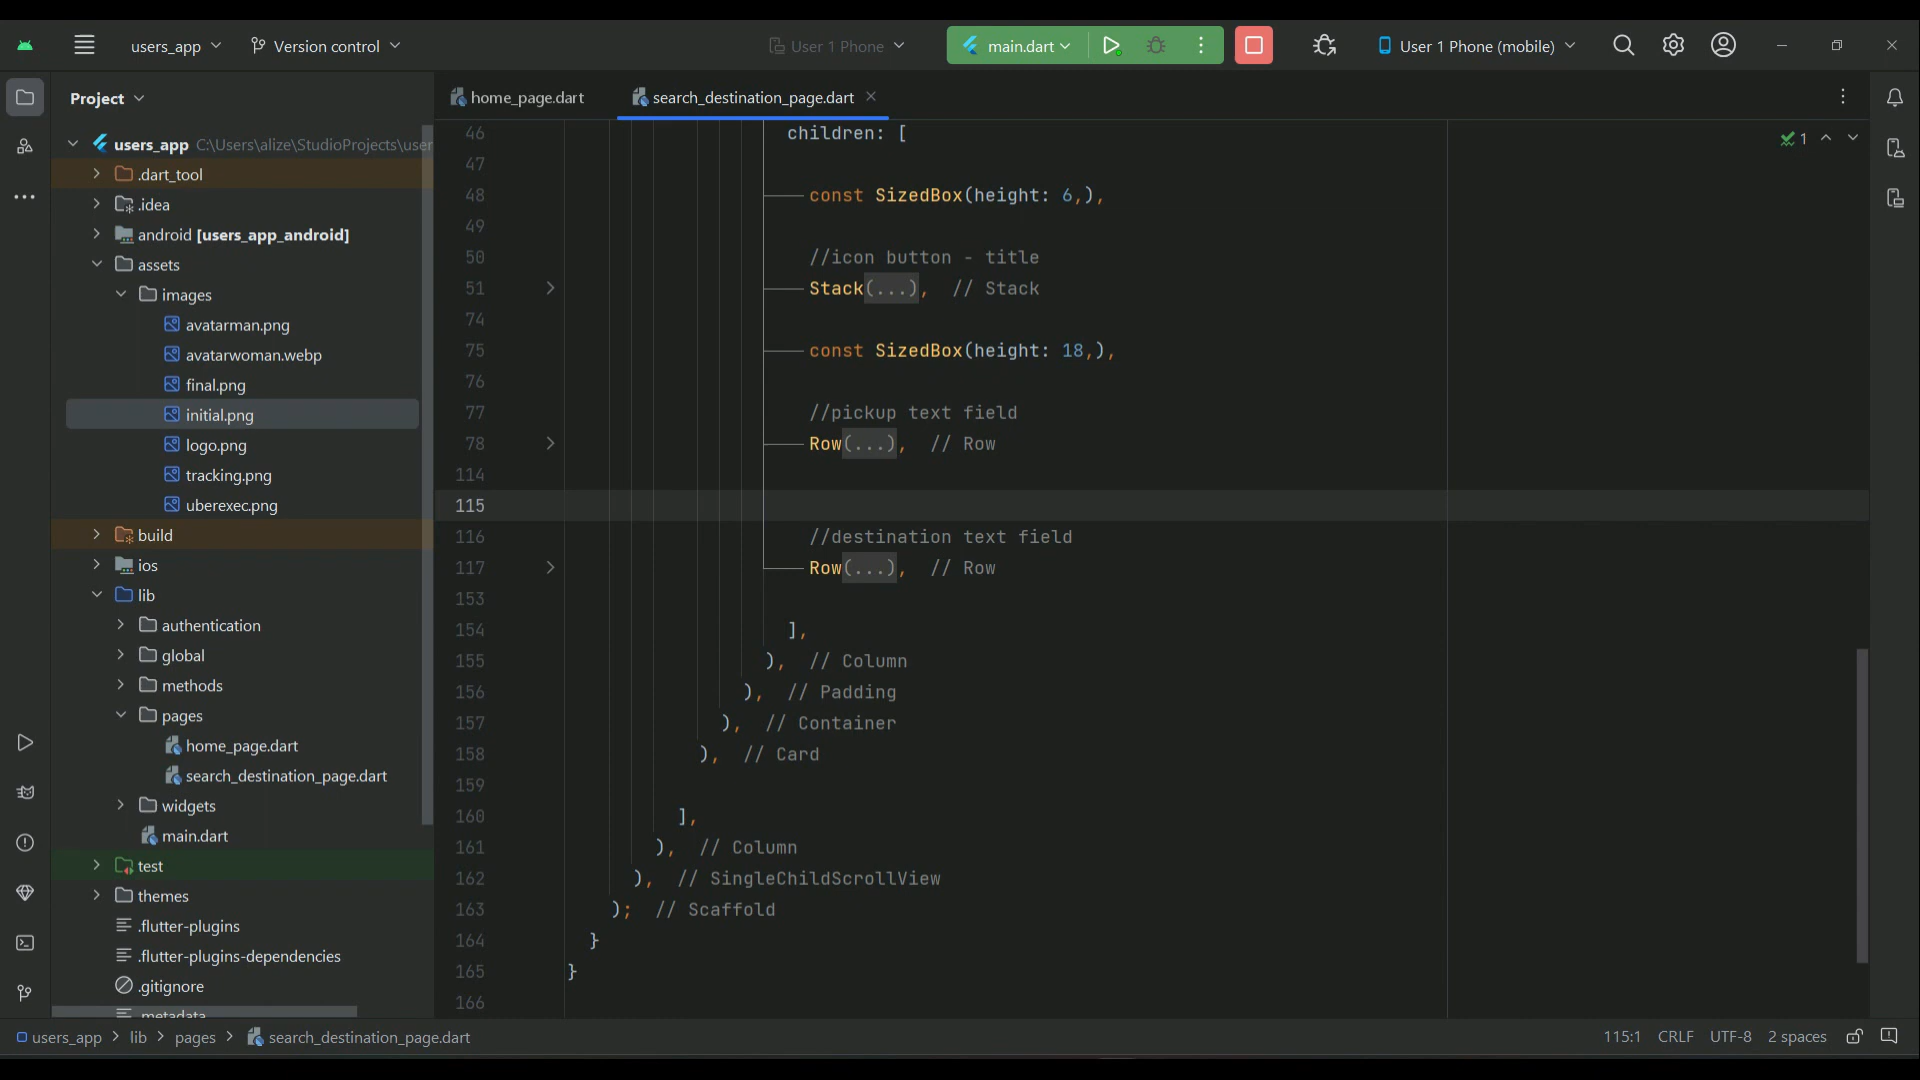 users_app
Version control
User 1 Phone
main.dart
User 1 Phone (mobile)
Project
home_page.dart
search_destination_page.dart
users_app C:\Users\alize\StudioProjects\user
.dart_tool
.idea
android [users_app_android]
assets
images
avatarman.png
avatarwoman.webp
final.png
initial.png
logo.png
tracking.png
uberexec.png
build
ios
lib
authentication
global
methods
pages
home_page.dart
search_destination_page.dart
widgets
main.dart
test
themes
.flutter-plugins
.flutter-plugins-dependencies
.gitignore
.metadata
46 children: [
47
48 const SizedBox(height: 6,),
49
50 //icon button - title
51 Stack(...), // Stack
74
75 const SizedBox(height: 18,),
76
77 //pickup text field
78 Row(...), // Row
114
115
116 //destination text field
117 Row(...), // Row
153
154 ],
155 ), // Column
156 ), // Padding
157 ), // Container
158 ), // Card
159
160 ],
161 ), // Column
162 ), // SingleChildScrollView
163 ); // Scaffold
164 }
165 }
166
1
users_app > lib > pages > search_destination_page.dart
115:1 CRLF UTF-8 2 spaces